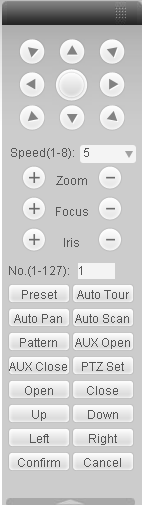 Speed(1-8): 5
+ Zoom −
+ Focus −
+ Iris −
No.(1-127): 1
Preset Auto Tour
Auto Pan Auto Scan
Pattern AUX Open
AUX Close PTZ Set
Open Close
Up Down
Left Right
Confirm Cancel